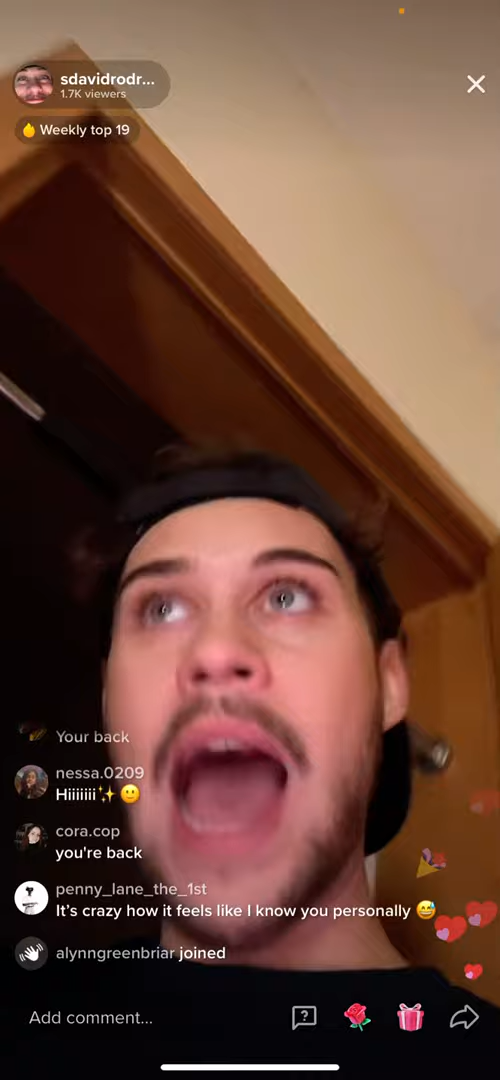 sdavidrodr...
1.7K viewers
Weekly top 19
Your back
nessa.0209
Hiiiiiii✨🙂
cora.cop
you're back
penny_lane_the_1st
It's crazy how it feels like I know you personally 😅
alynngreenbriar joined
Add comment...